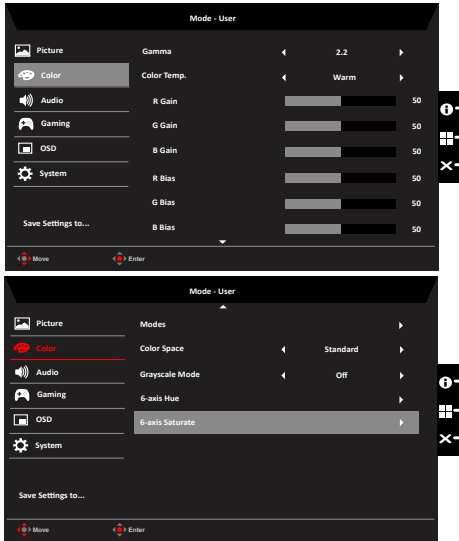 Mode - User
Picture
Gamma 2.2
Color
Color Temp. Warm
Audio
R Gain 50
Gaming
G Gain 50
OSD
B Gain 50
System
R Bias 50
G Bias 50
Save Settings to...
B Bias 50
Move Enter
Mode - User
Picture
Modes
Color
Color Space Standard
Audio
Grayscale Mode Off
Gaming
6-axis Hue
OSD
6-axis Saturate
System
Save Settings to...
Move Enter